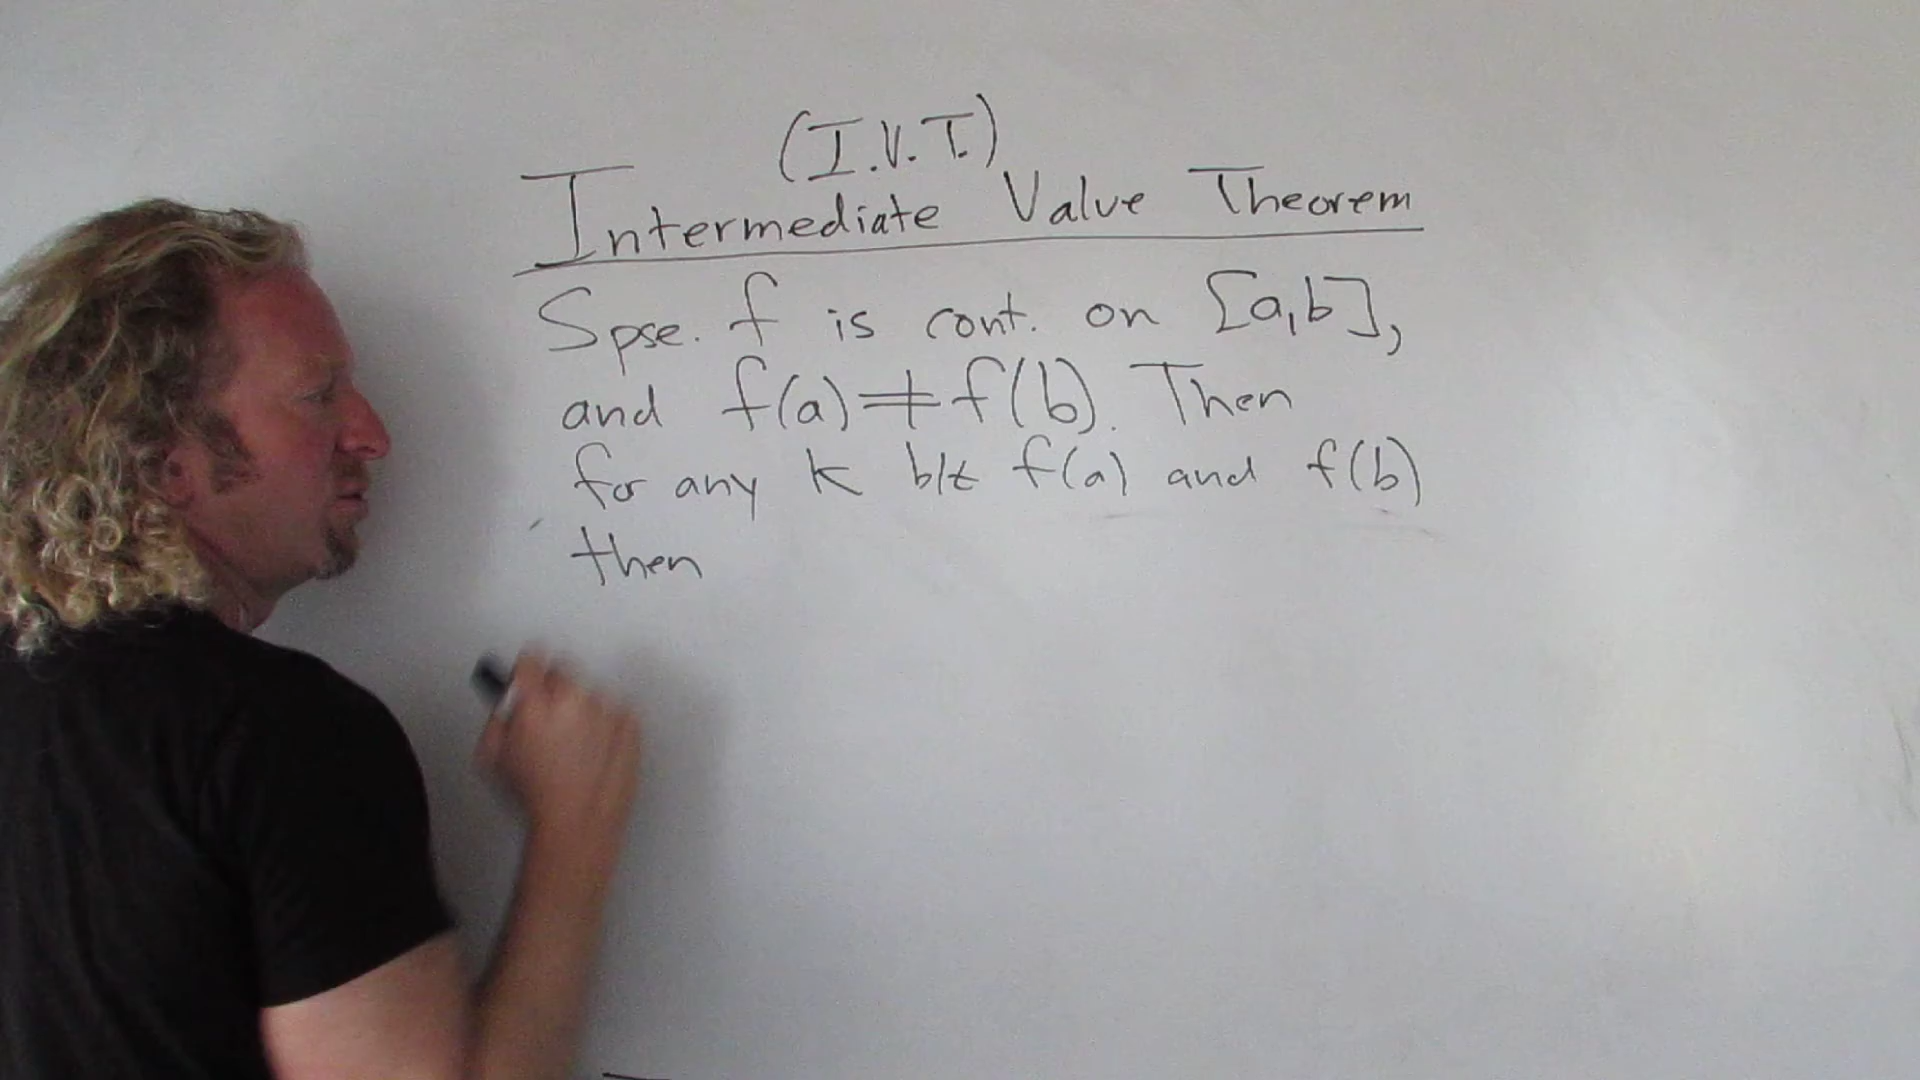 (I.V.T.)
Intermediate Value Theorem
Spse. f is cont. on [a,b],
and f(a) ≠ f(b). Then
for any k b/t f(a) and f(b)
then